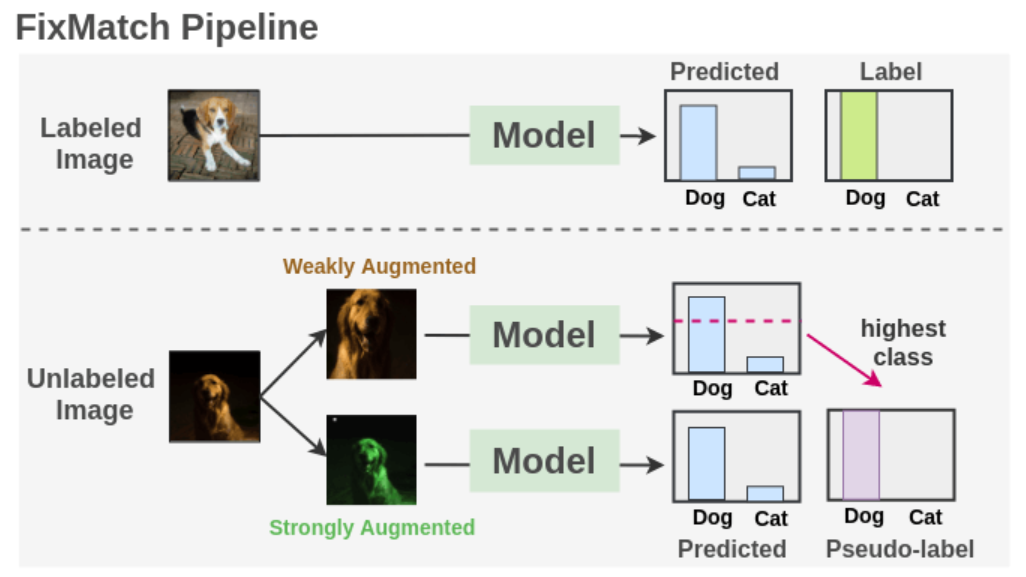 FixMatch Pipeline
Predicted Label
Labeled
Image
Model
Dog Cat Dog Cat
Weakly Augmented
Model
highest
class
Unlabeled
Image
Dog Cat
Model
Strongly Augmented
Dog Cat Dog Cat
Predicted Pseudo-label